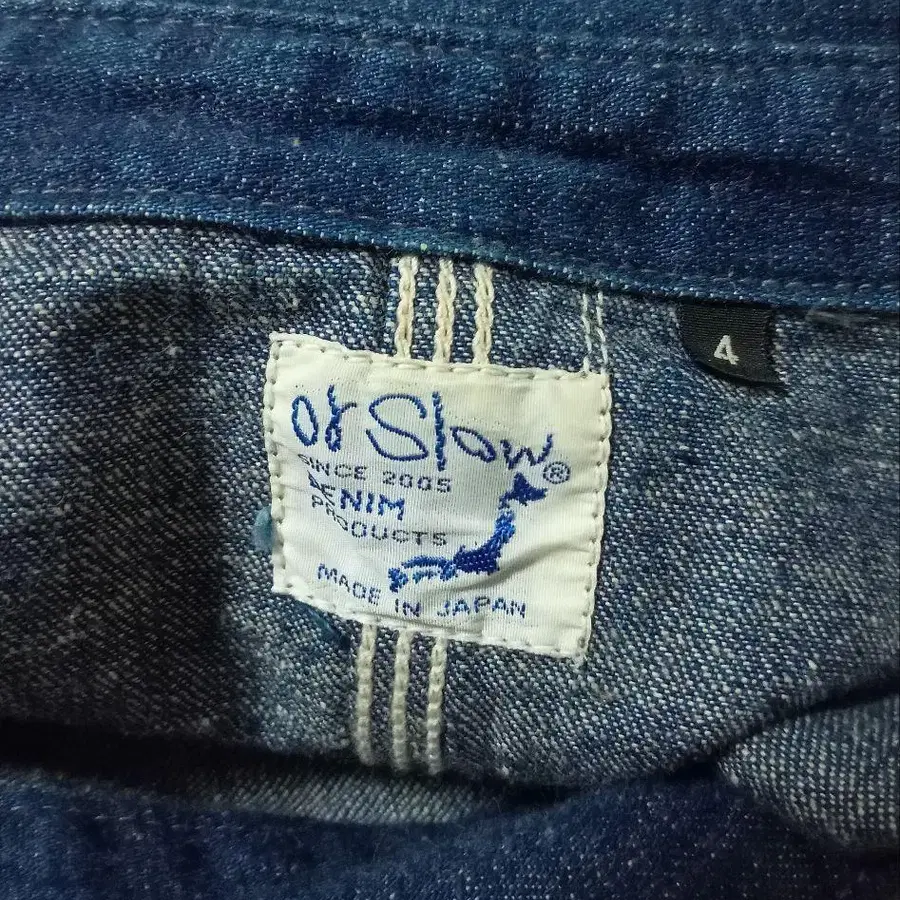 or Slow®
SINCE 2005
DENIM
PRODUCTS
MADE IN JAPAN
4